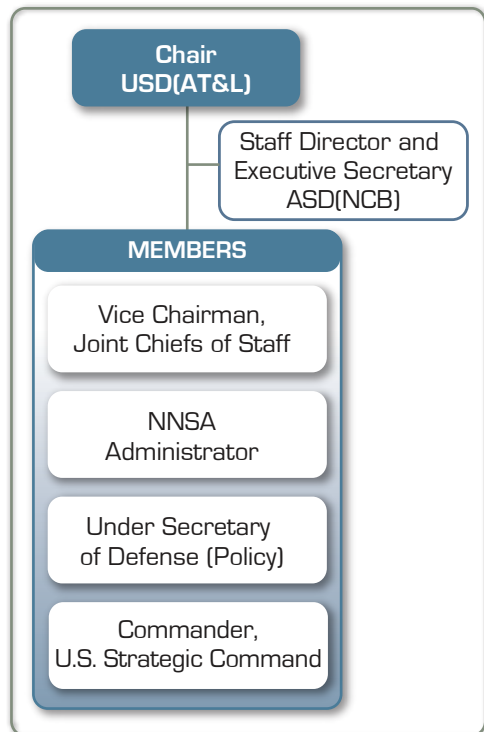 Chair
USD(AT&L)
Staff Director and
Executive Secretary
ASD(NCB)
MEMBERS
Vice Chairman,
Joint Chiefs of Staff
NNSA
Administrator
Under Secretary
of Defense (Policy)
Commander,
U.S. Strategic Command